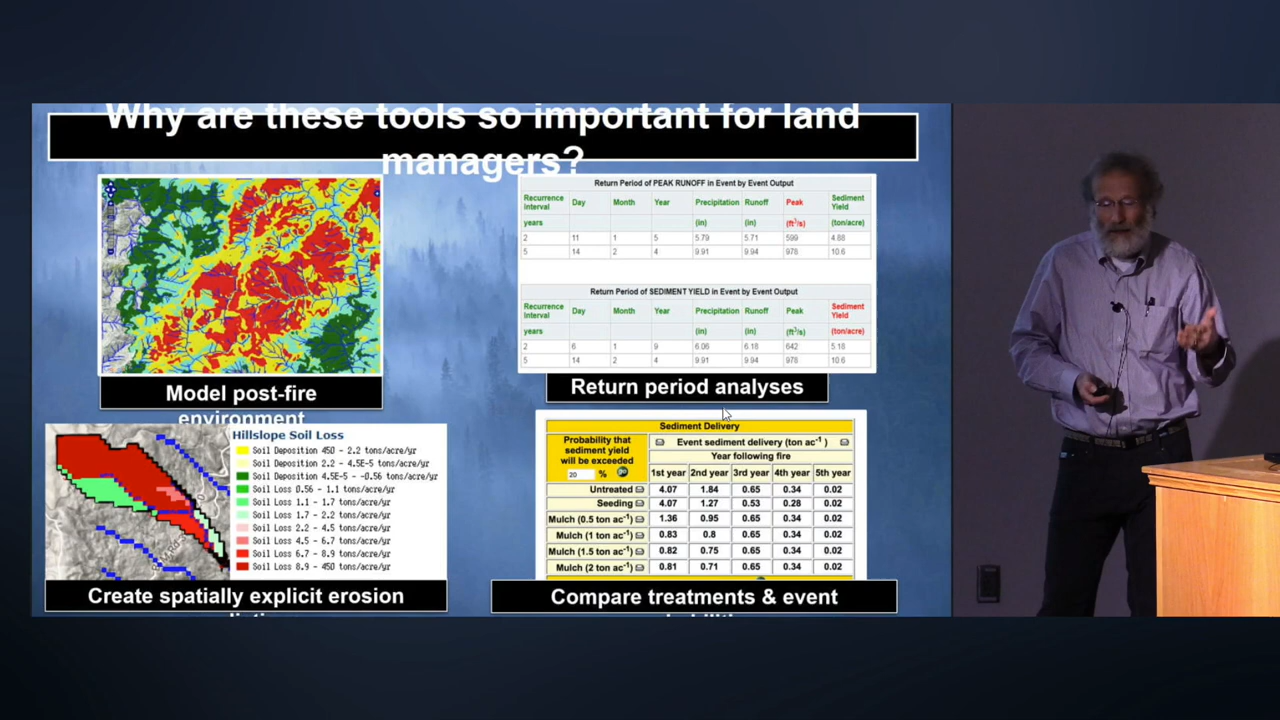 Why are these tools so important for land
managers?
Return Period of PEAK RUNOFF in Event by Event Output
Recurrence Interval years Day Month Year Precipitation (in) Runoff (in) Peak (ft³/s) Sediment Yield (ton/acre)
2 11 1 5 5.79 5.71 599 4.88
5 14 2 4 9.91 9.94 978 10.6
Return Period of SEDIMENT YIELD in Event by Event Output
Recurrence Interval years Day Month Year Precipitation (in) Runoff (in) Peak (ft³/s) Sediment Yield (ton/acre)
2 6 1 9 6.06 6.18 642 5.18
5 14 2 4 9.91 9.94 978 10.6
Model post-fire
environment
Return period analyses
Hillslope Soil Loss
Soil Deposition 450 - 2.2 tons/acre/yr
Soil Deposition 2.2 - 4.5E-5 tons/acre/yr
Soil Deposition 4.5E-5 - -0.56 tons/acre/yr
Soil Loss 0.56 - 1.1 tons/acre/yr
Soil Loss 1.1 - 1.7 tons/acre/yr
Soil Loss 1.7 - 2.2 tons/acre/yr
Soil Loss 2.2 - 4.5 tons/acre/yr
Soil Loss 4.5 - 6.7 tons/acre/yr
Soil Loss 6.7 - 8.9 tons/acre/yr
Soil Loss 8.9 - 450 tons/acre/yr
Create spatially explicit erosion
Sediment Delivery
Probability that
sediment yield
will be exceeded
20 % go
Event sediment delivery (ton ac⁻¹ )
Year following fire
1st year 2nd year 3rd year 4th year 5th year
Untreated 4.07 1.84 0.65 0.34 0.02
Seeding 4.07 1.27 0.53 0.28 0.02
Mulch (0.5 ton ac⁻¹) 1.36 0.95 0.65 0.34 0.02
Mulch (1 ton ac⁻¹) 0.83 0.8 0.65 0.34 0.02
Mulch (1.5 ton ac⁻¹) 0.82 0.75 0.65 0.34 0.02
Mulch (2 ton ac⁻¹) 0.81 0.71 0.65 0.34 0.02
Compare treatments & event